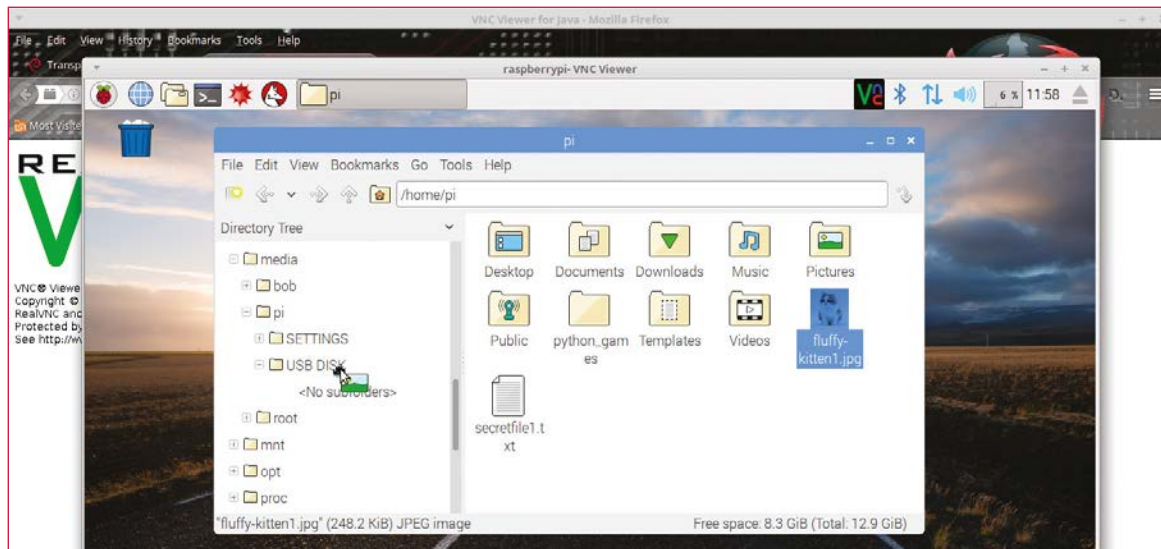 VNC Viewer for Java - Mozilla Firefox
File Edit View History Bookmarks Tools Help
Transp
raspberrypi- VNC Viewer
pi
6 %
11:58
D.
Most Visite
RE
V
VNC® Viewe
Copyright ©
RealVNC and
Protected by
See http://w
pi
File Edit View Bookmarks Go Tools Help
/home/pi
Directory Tree
media
bob
pi
SETTINGS
USB DISK
<No subfolders>
root
mnt
opt
proc
Desktop Documents Downloads Music Pictures
Public python_gam Templates Videos fluffy-
es kitten1.jpg
secretfile1.t
xt
"fluffy-kitten1.jpg" (248.2 KiB) JPEG image
Free space: 8.3 GiB (Total: 12.9 GiB)